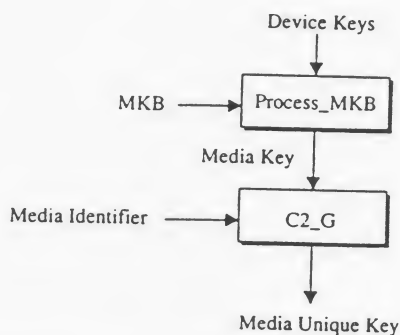 Device Keys
MKB
Process_MKB
Media Key
Media Identifier
C2_G
Media Unique Key